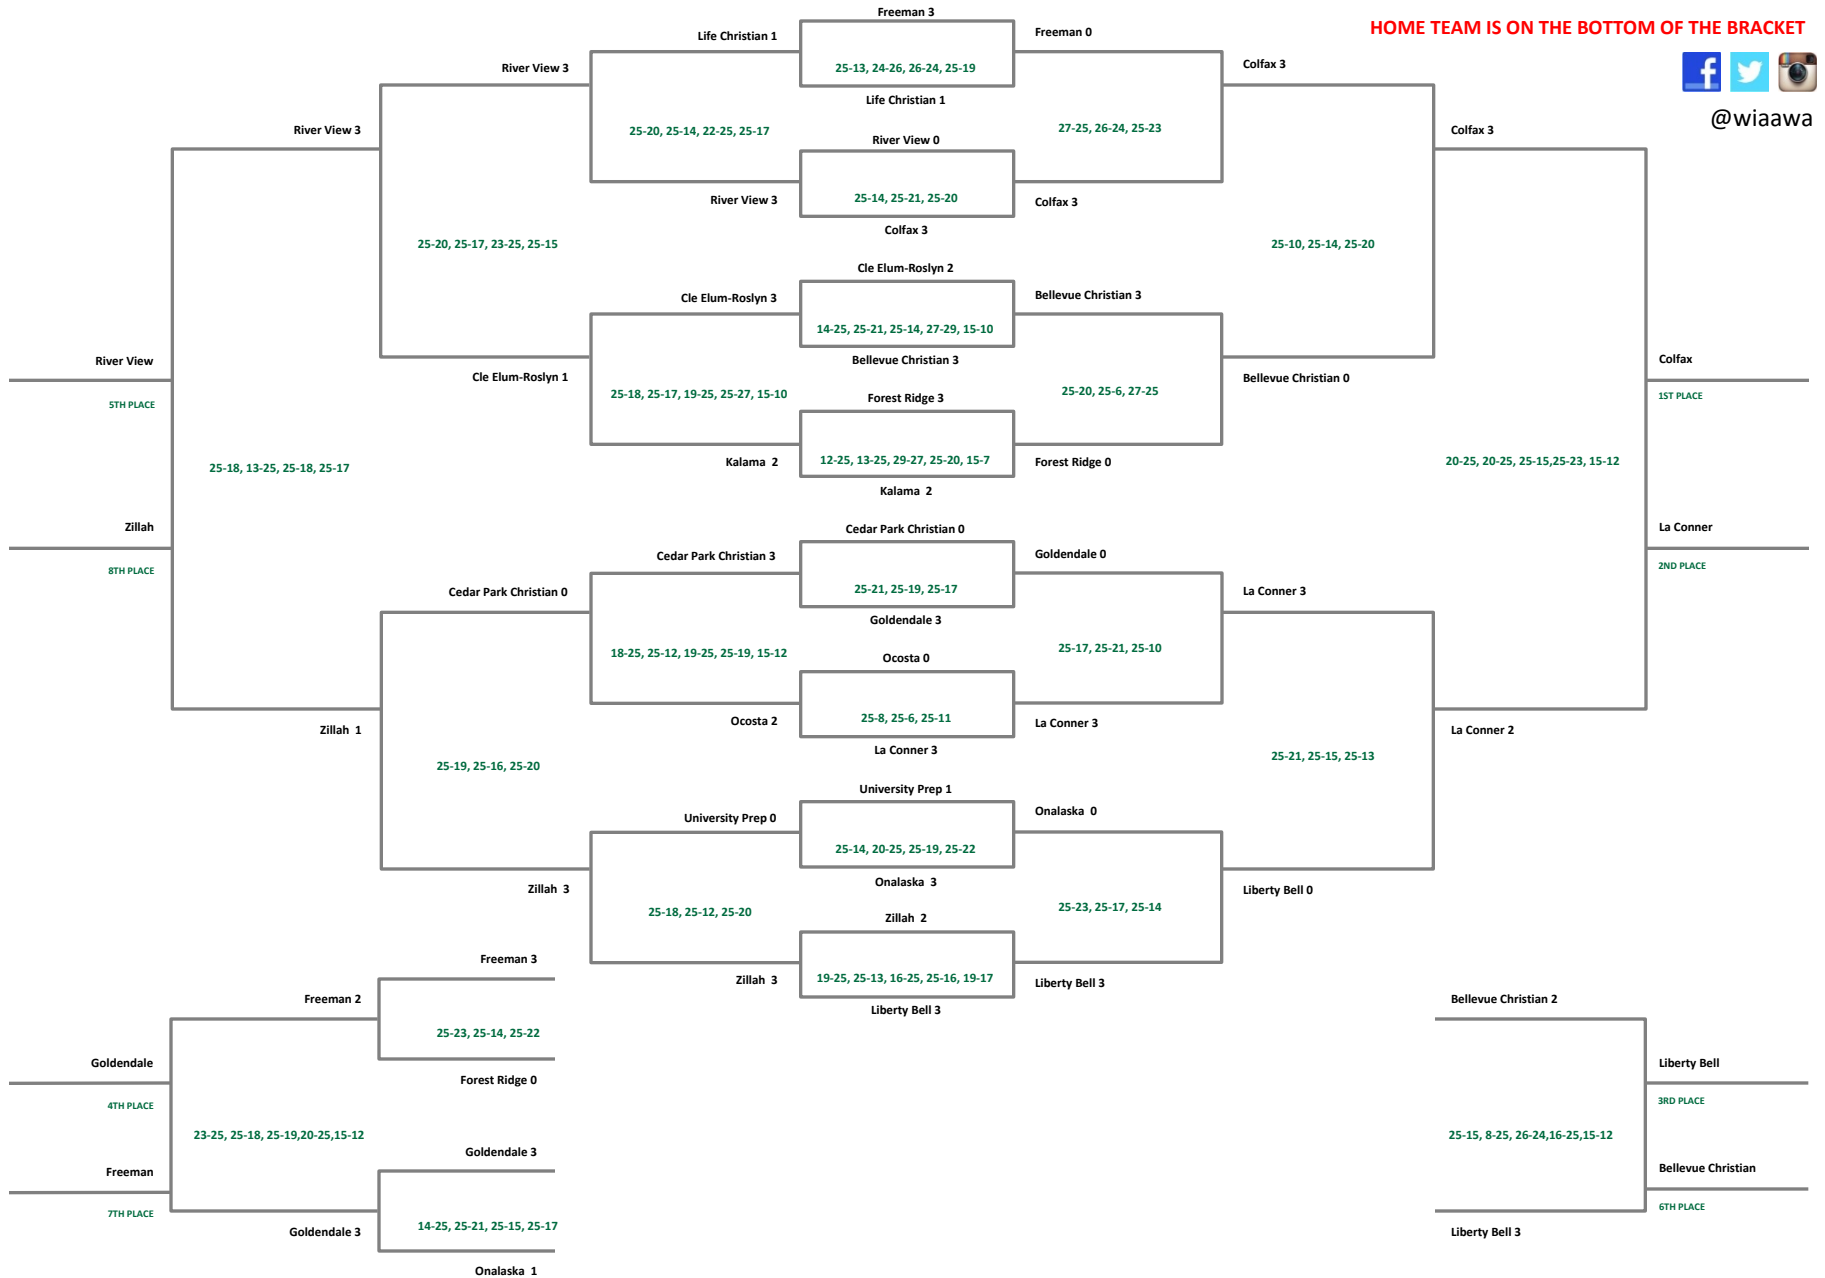 Freeman 3
HOME TEAM IS ON THE BOTTOM OF THE BRACKET
Life Christian 1
Freeman 0
River View 3
25-13, 24-26, 26-24, 25-19
Colfax 3
Life Christian 1
@wiaawa
River View 3
25-20, 25-14, 22-25, 25-17
27-25, 26-24, 25-23
Colfax 3
River View 0
River View 3
25-14, 25-21, 25-20
Colfax 3
Colfax 3
25-20, 25-17, 23-25, 25-15
25-10, 25-14, 25-20
Cle Elum-Roslyn 2
Cle Elum-Roslyn 3
Bellevue Christian 3
14-25, 25-21, 25-14, 27-29, 15-10
River View
Bellevue Christian 3
Colfax
Cle Elum-Roslyn 1
Bellevue Christian 0
5TH PLACE
25-18, 25-17, 19-25, 25-27, 15-10
Forest Ridge 3
25-20, 25-6, 27-25
1ST PLACE
25-18, 13-25, 25-18, 25-17
Kalama 2
12-25, 13-25, 29-27, 25-20, 15-7
Forest Ridge 0
20-25, 20-25, 25-15,25-23, 15-12
Kalama 2
Zillah
Cedar Park Christian 0
La Conner
Cedar Park Christian 3
Goldendale 0
8TH PLACE
2ND PLACE
Cedar Park Christian 0
25-21, 25-19, 25-17
La Conner 3
Goldendale 3
18-25, 25-12, 19-25, 25-19, 15-12
25-17, 25-21, 25-10
Ocosta 0
Ocosta 2
25-8, 25-6, 25-11
La Conner 3
Zillah 1
La Conner 2
La Conner 3
25-19, 25-16, 25-20
25-21, 25-15, 25-13
University Prep 1
University Prep 0
Onalaska 0
25-14, 20-25, 25-19, 25-22
Zillah 3
Onalaska 3
Liberty Bell 0
25-18, 25-12, 25-20
Zillah 2
25-23, 25-17, 25-14
Freeman 3
Zillah 3
19-25, 25-13, 16-25, 25-16, 19-17
Liberty Bell 3
Freeman 2
Liberty Bell 3
Bellevue Christian 2
25-23, 25-14, 25-22
Goldendale
Liberty Bell
Forest Ridge 0
4TH PLACE
3RD PLACE
23-25, 25-18, 25-19,20-25,15-12
25-15, 8-25, 26-24,16-25,15-12
Goldendale 3
Freeman
Bellevue Christian
7TH PLACE
6TH PLACE
Goldendale 3
14-25, 25-21, 25-15, 25-17
Liberty Bell 3
Onalaska 1